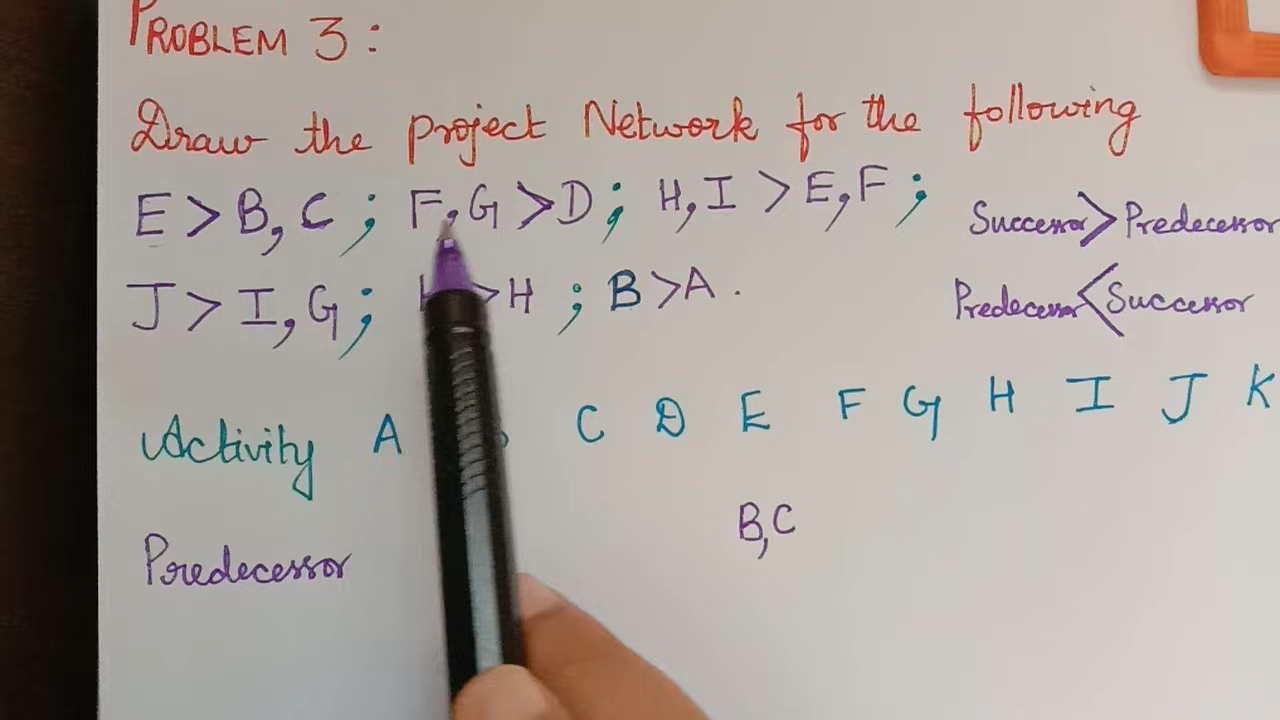 PROBLEM 3 :
Draw the project Network for the following
E > B, C ; F, G > D ; H, I > E, F ;
Successor > Predecessor
J > I, G ; > H ; B > A .
Predecessor < Successor
Activity A C D E F G H I J K
B, C
Predecessor